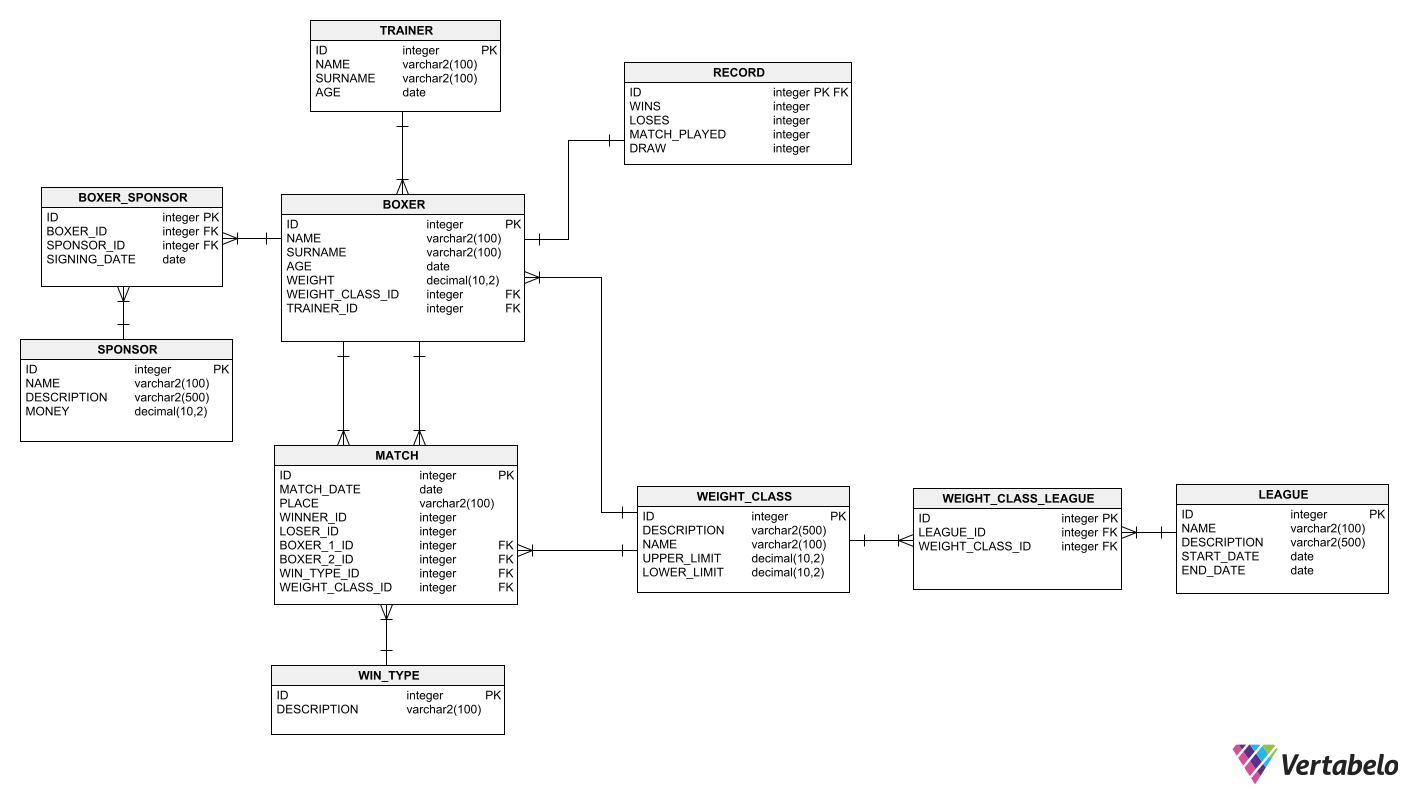 TRAINER
ID integer PK
NAME varchar2(100)
SURNAME varchar2(100)
AGE date
RECORD
ID integer PK FK
WINS integer
LOSES integer
MATCH_PLAYED integer
DRAW integer
BOXER_SPONSOR
ID integer PK
BOXER_ID integer FK
SPONSOR_ID integer FK
SIGNING_DATE date
BOXER
ID integer PK
NAME varchar2(100)
SURNAME varchar2(100)
AGE date
WEIGHT decimal(10,2)
WEIGHT_CLASS_ID integer FK
TRAINER_ID integer FK
SPONSOR
ID integer PK
NAME varchar2(100)
DESCRIPTION varchar2(500)
MONEY decimal(10,2)
MATCH
ID integer PK
MATCH_DATE date
PLACE varchar2(100)
WINNER_ID integer
LOSER_ID integer
BOXER_1_ID integer FK
BOXER_2_ID integer FK
WIN_TYPE_ID integer FK
WEIGHT_CLASS_ID integer FK
WEIGHT_CLASS
ID integer PK
DESCRIPTION varchar2(500)
NAME varchar2(100)
UPPER_LIMIT decimal(10,2)
LOWER_LIMIT decimal(10,2)
WEIGHT_CLASS_LEAGUE
ID integer PK
LEAGUE_ID integer FK
WEIGHT_CLASS_ID integer FK
LEAGUE
ID integer PK
NAME varchar2(100)
DESCRIPTION varchar2(500)
START_DATE date
END_DATE date
WIN_TYPE
ID integer PK
DESCRIPTION varchar2(100)
Vertabelo